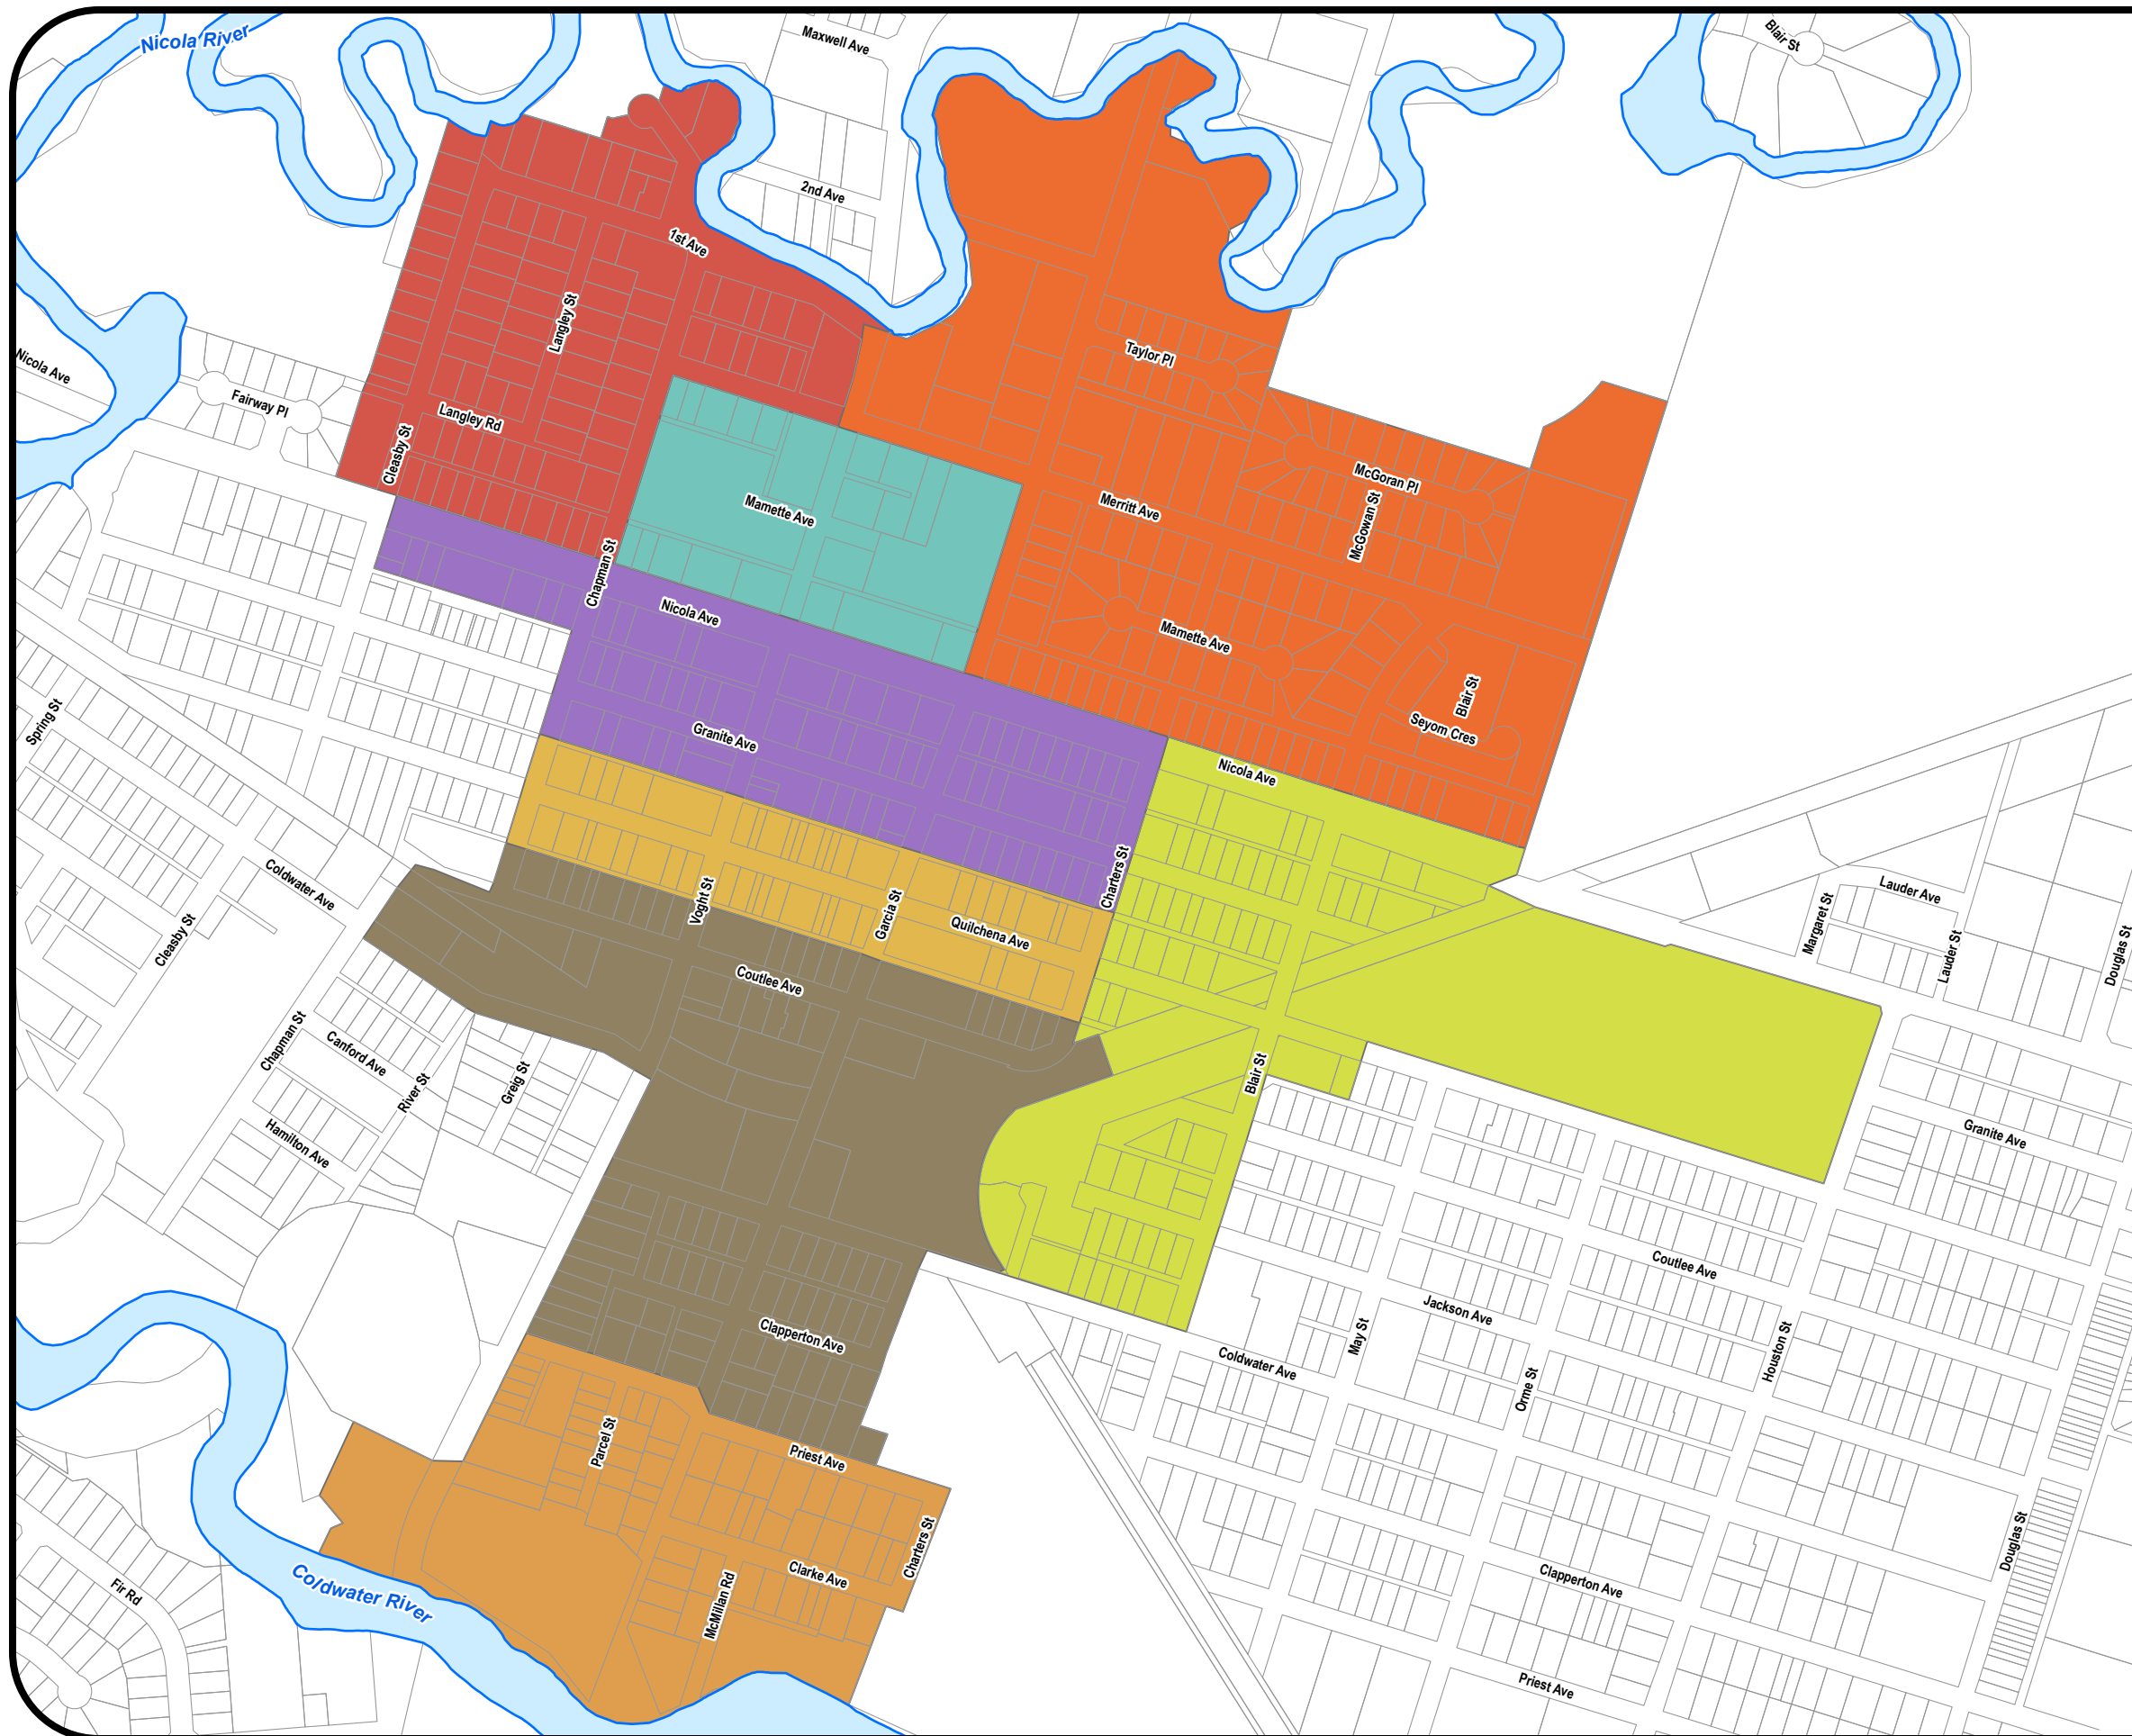 Blair St
Nicola River
Maxwell Ave
2nd Ave
1st Ave
Langley St
Taylor Pl
Nicola Ave
Fairway Pl
Langley Rd
Cleasby St
McGoran Pl
Merritt Ave
Mamette Ave
McGowan St
Chapman St
Nicola Ave
Mamette Ave
Blair St
Spring St
Seyom Cres
Granite Ave
Nicola Ave
Charters St
Coldwater Ave
Lauder Ave
Voght St
Garcia St
Margaret St
Cleasby St
Quilchena Ave
Lauder St
Douglas St
Coutlee Ave
Chapman St
Canford Ave
Blair St
Greig St
River St
Hamilton Ave
Granite Ave
Coutlee Ave
Jackson Ave
Clapperton Ave
May St
Houston St
Coldwater Ave
Orme St
Parcel St
Priest Ave
Douglas St
Charters St
Clarke Ave
Clapperton Ave
Fir Rd
Coldwater River
McMillan Rd
Priest Ave